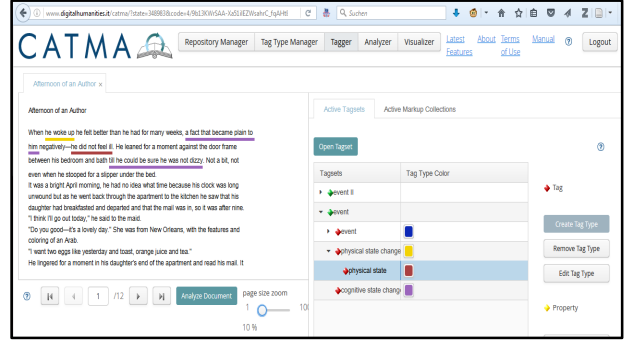 www.digitalhumanities.it/catma/?state=348983&code=4/9b13KWrSAA-Xa51iiEZWsahrC_fqAHtl
Suchen
CATMA
Repository Manager
Tag Type Manager
Tagger
Analyzer
Visualizer
Latest Features
About
Terms of Use
Manual
Logout
Afternoon of an Author ×
Afternoon of an Author
When he woke up he felt better than he had for many weeks, a fact that became plain to
him negatively—he did not feel ill. He leaned for a moment against the door frame
between his bedroom and bath till he could be sure he was not dizzy. Not a bit, not
even when he stooped for a slipper under the bed.
It was a bright April morning, he had no idea what time because his clock was long
unwound but as he went back through the apartment to the kitchen he saw that his
daughter had breakfasted and departed and that the mail was in, so it was after nine.
"I think I'll go out today," he said to the maid.
"Do you good—it's a lovely day." She was from New Orleans, with the features and
coloring of an Arab.
"I want two eggs like yesterday and toast, orange juice and tea."
He lingered for a moment in his daughter's end of the apartment and read his mail. It
1 /12
Analyze Document
page size zoom
1
100
10 %
Active Tagsets
Active Markup Collections
Open Tagset
Tagsets
Tag Type Color
event II
event
event
physical state change
physical state
cognitive state chang
Tag
Create Tag Type
Remove Tag Type
Edit Tag Type
Property